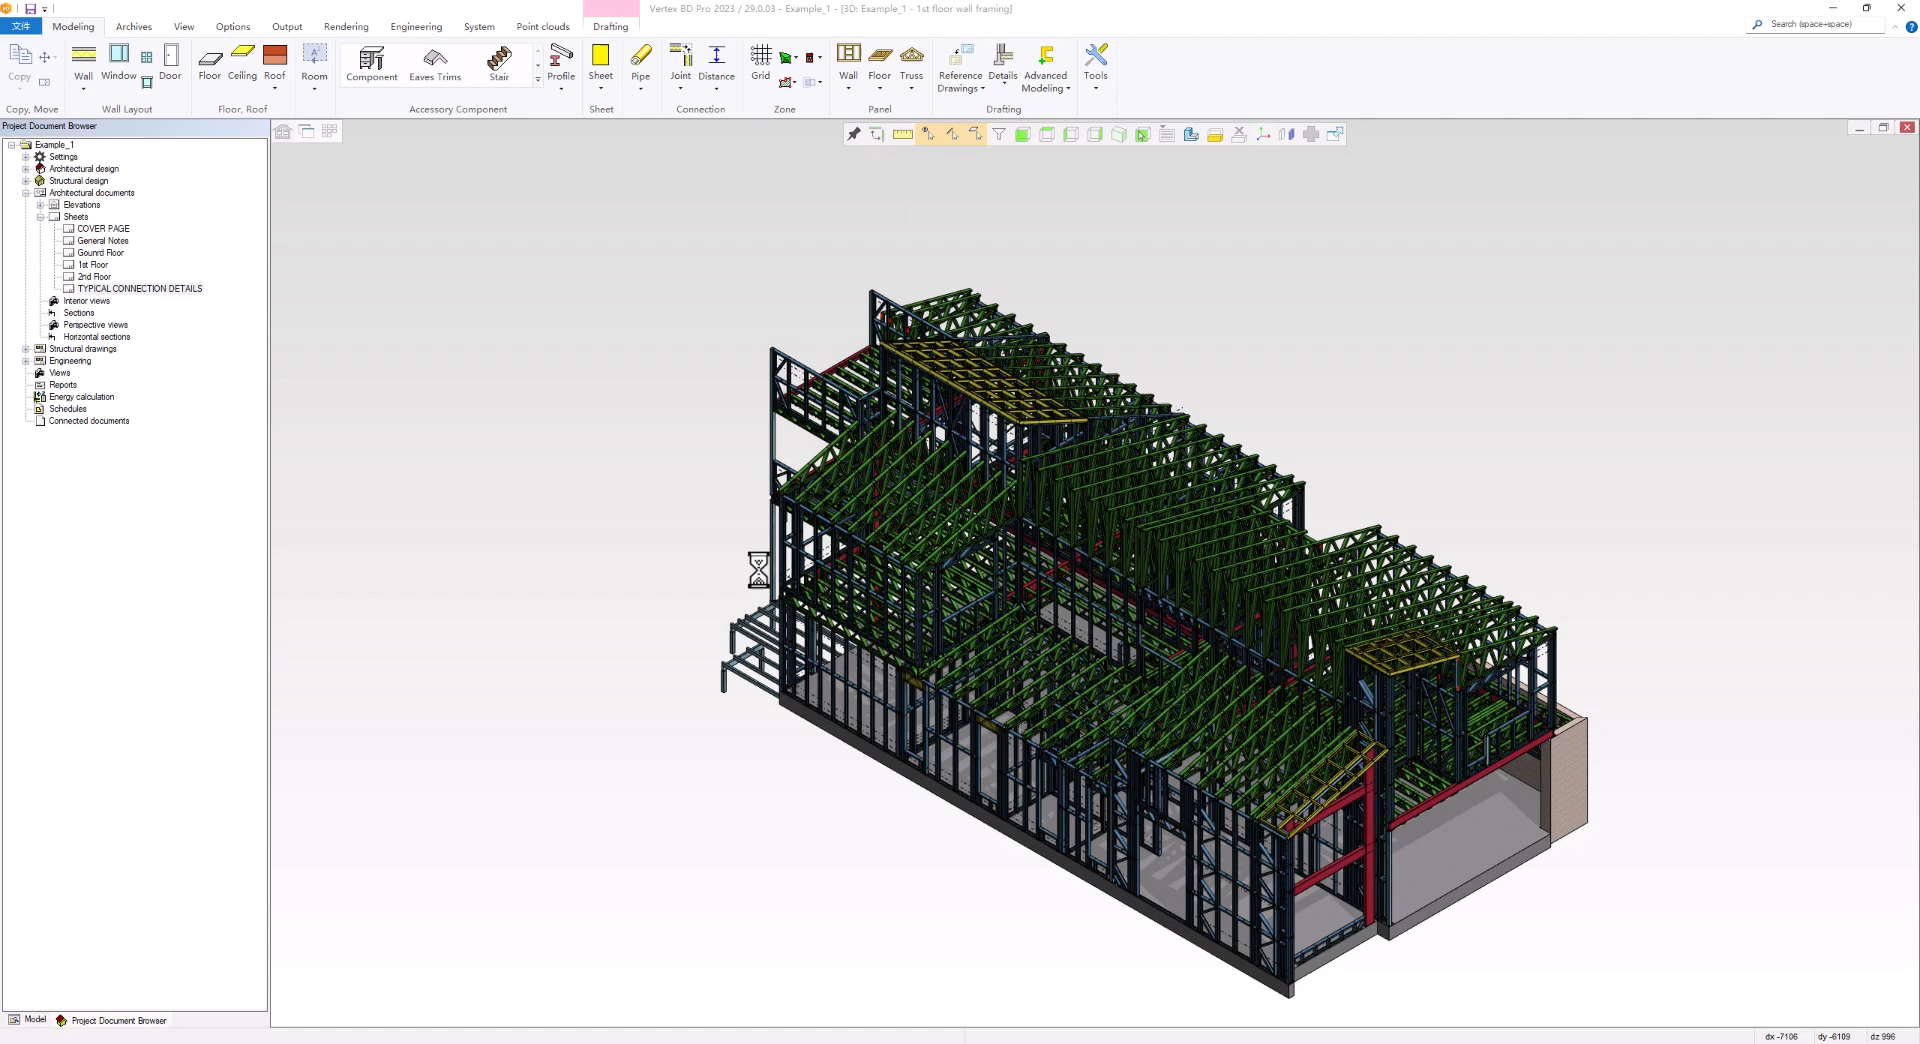 Vertex BD Pro 2023 / 29.0.03 - Example_1 - [3D: Example_1 - 1st floor wall framing]
文件 Modeling Archives View Options Output Rendering Engineering System Point clouds Drafting
Search (space+space)
Copy Wall Window Door Floor Ceiling Roof Room Component Eaves Trims Stair Profile Sheet Pipe Joint Distance Grid Wall Floor Truss Reference Drawings Details Advanced Modeling Tools
Copy, Move Wall Layout Floor, Roof Accessory Component Sheet Connection Zone Panel Drafting
Project Document Browser
Example_1
Settings
Architectural design
Structural design
Architectural documents
Elevations
Sheets
COVER PAGE
General Notes
Gounrd Floor
1st Floor
2nd Floor
TYPICAL CONNECTION DETAILS
Interior views
Sections
Perspective views
Horizontal sections
Structural drawings
Engineering
Views
Reports
Energy calculation
Schedules
Connected documents
Model Project Document Browser
dx -7106 dy -6109 dz 996